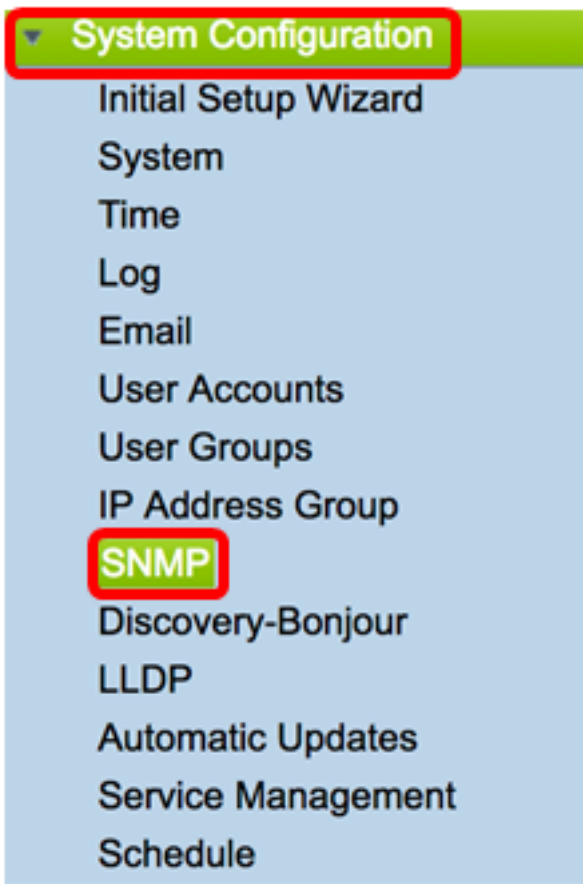 System Configuration
Initial Setup Wizard
System
Time
Log
Email
User Accounts
User Groups
IP Address Group
SNMP
Discovery-Bonjour
LLDP
Automatic Updates
Service Management
Schedule